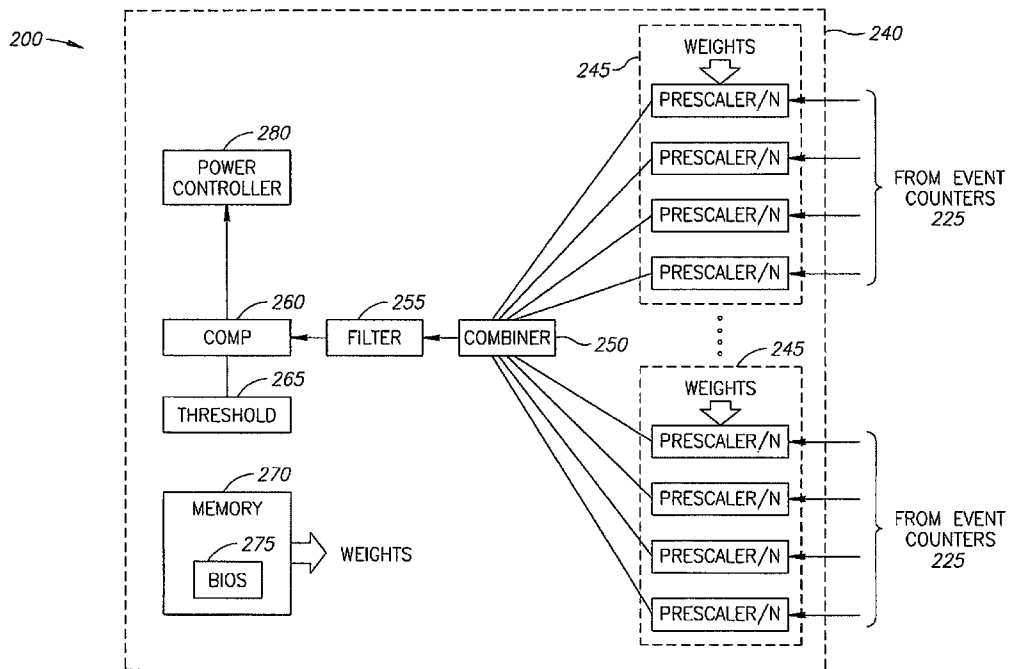 200
240
245
WEIGHTS
PRESCALER/N
PRESCALER/N
PRESCALER/N
PRESCALER/N
FROM EVENT
COUNTERS
225
280
POWER
CONTROLLER
260
COMP
255
FILTER
COMBINER
250
265
THRESHOLD
270
MEMORY
275
BIOS
WEIGHTS
245
WEIGHTS
PRESCALER/N
PRESCALER/N
PRESCALER/N
PRESCALER/N
FROM EVENT
COUNTERS
225